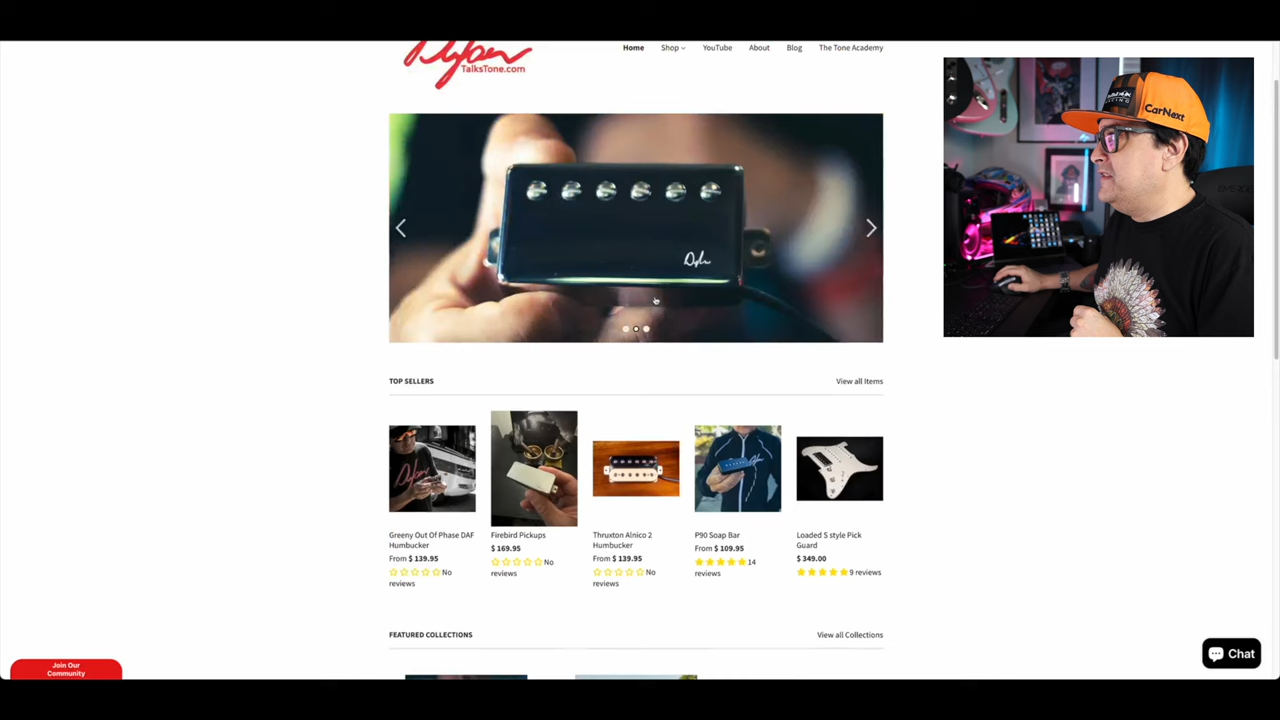 Dylan
TalksTone.com
Home
Shop
YouTube
About
Blog
The Tone Academy
CarNext
TOP SELLERS
View all Items
Greeny Out Of Phase DAF
Humbucker
From $ 139.95
No
reviews
Firebird Pickups
$ 169.95
No
reviews
Thruxton Alnico 2
Humbucker
From $ 139.95
No
reviews
P90 Soap Bar
From $ 109.95
14
reviews
Loaded S style Pick
Guard
$ 349.00
9 reviews
FEATURED COLLECTIONS
View all Collections
Join Our
Community
Chat